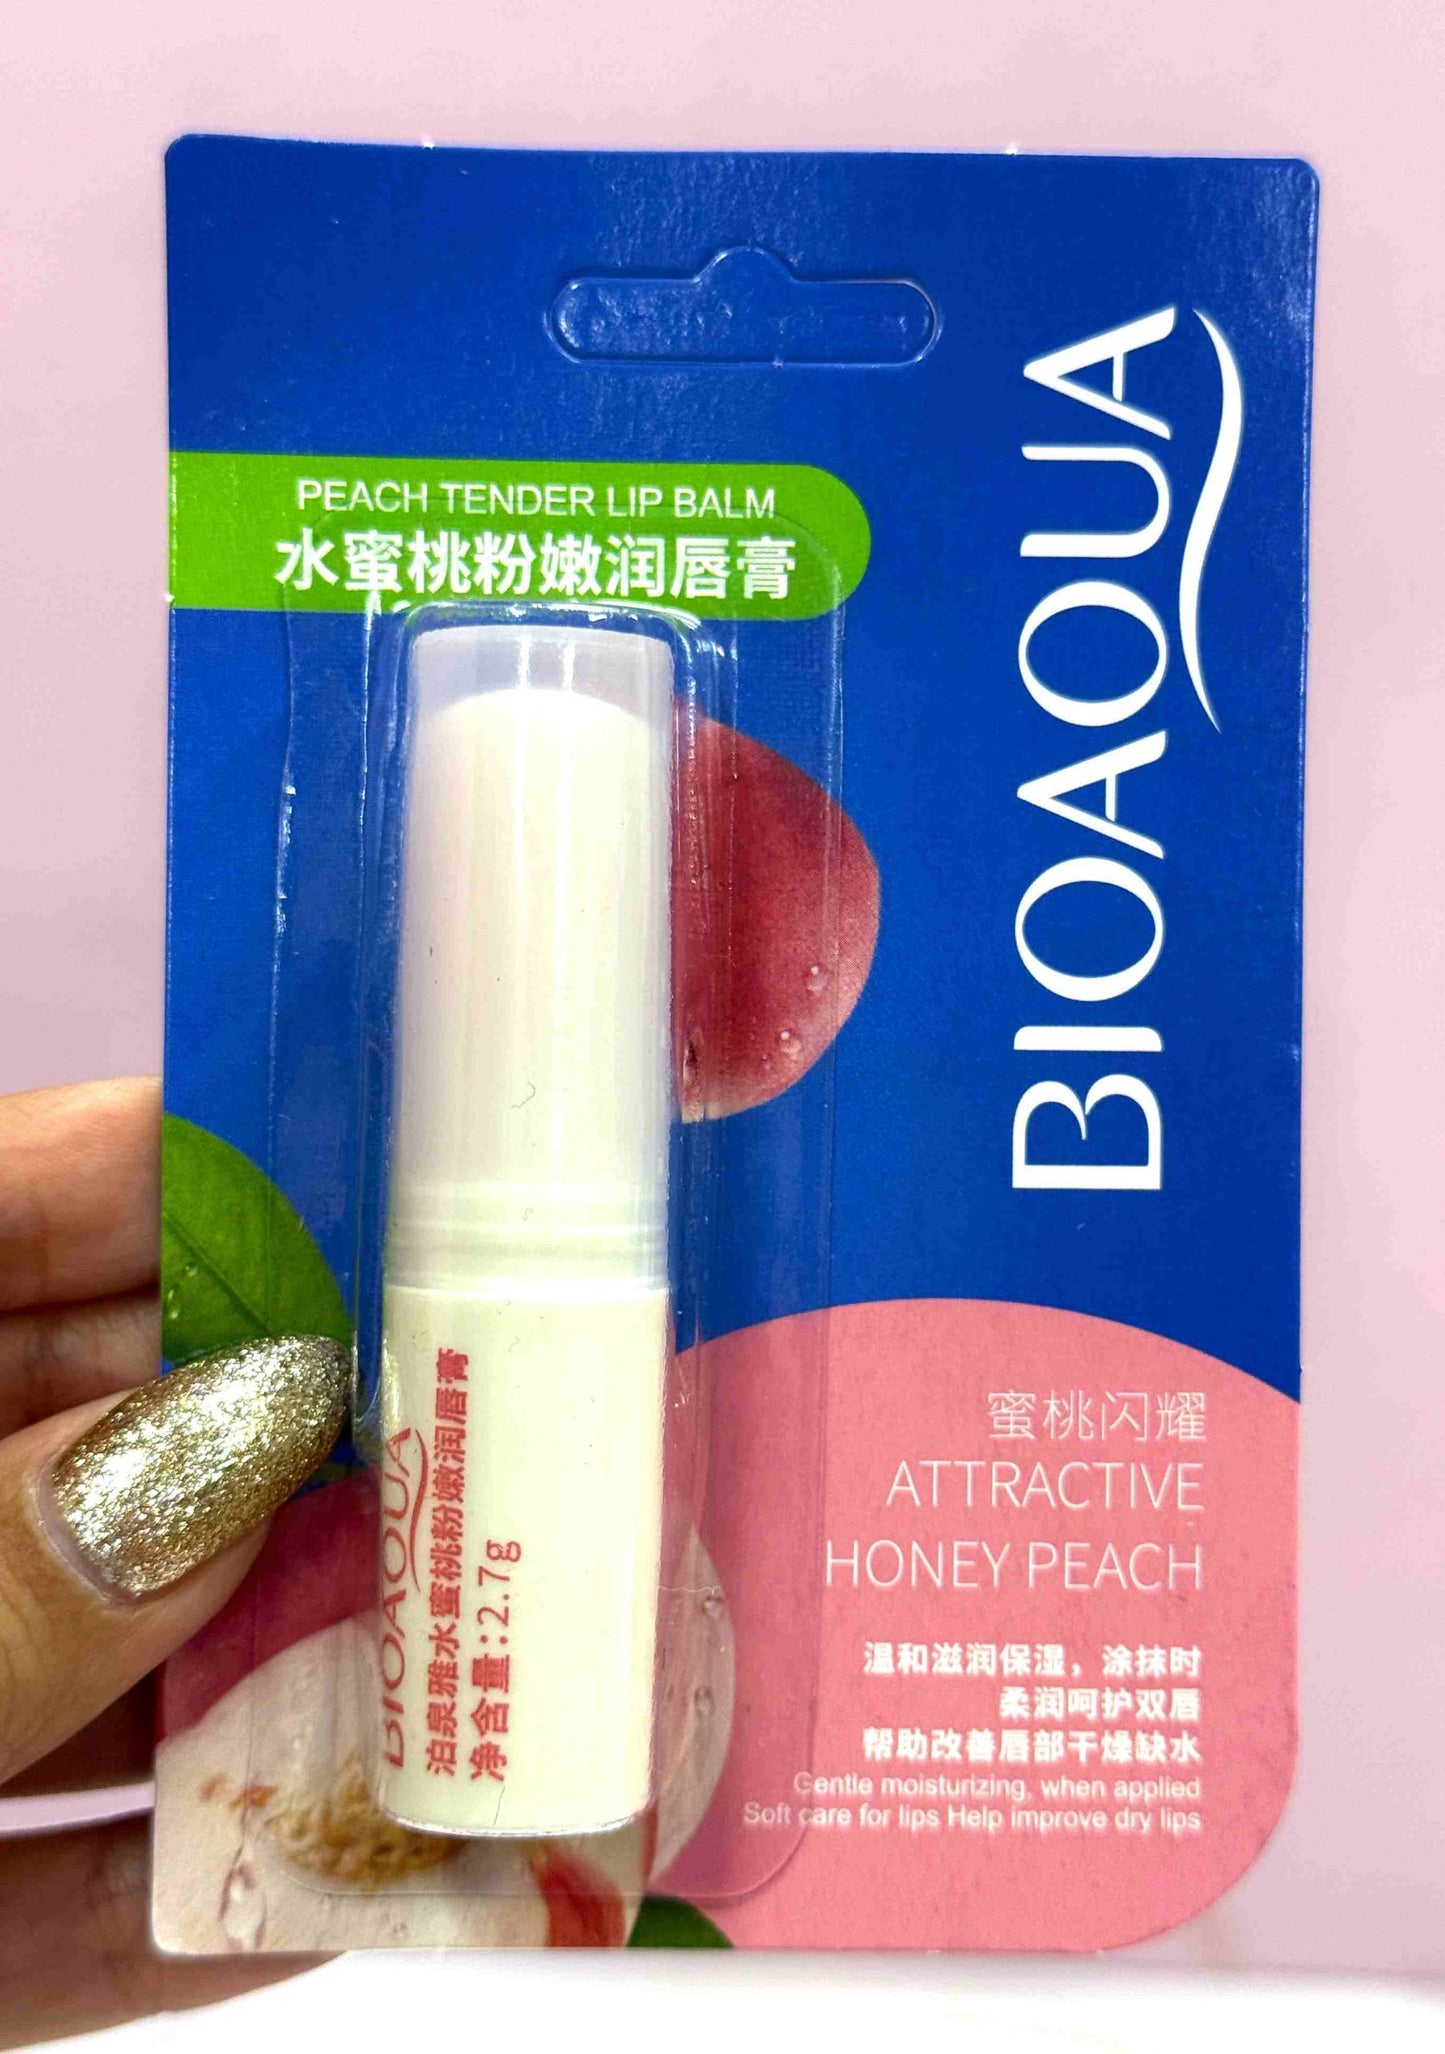 PEACH TENDER LIP BALM
水蜜桃粉嫩润唇膏
BIOAQUA
BIOAQUA
泊泉雅水蜜桃粉嫩润唇膏
净含量:2.7g
蜜桃闪耀
ATTRACTIVE
HONEY PEACH
温和滋润保湿，涂抹时
柔润呵护双唇
帮助改善唇部干燥缺水
Gentle moisturizing, when applied
Soft care for lips Help improve dry lips